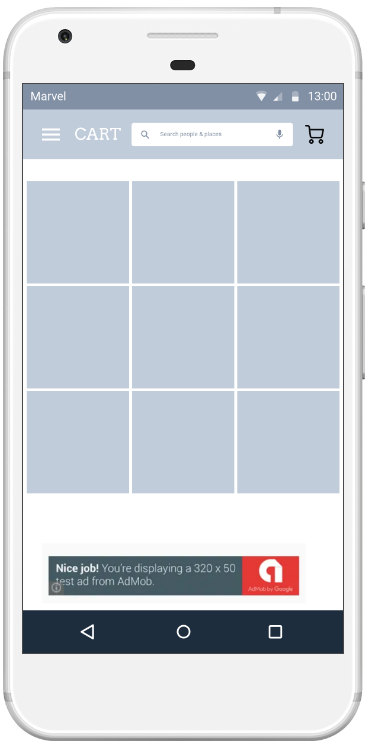 Marvel 13:00
CART Search people & places
Nice job! You're displaying a 320 x 50
test ad from AdMob.
AdMob by Google